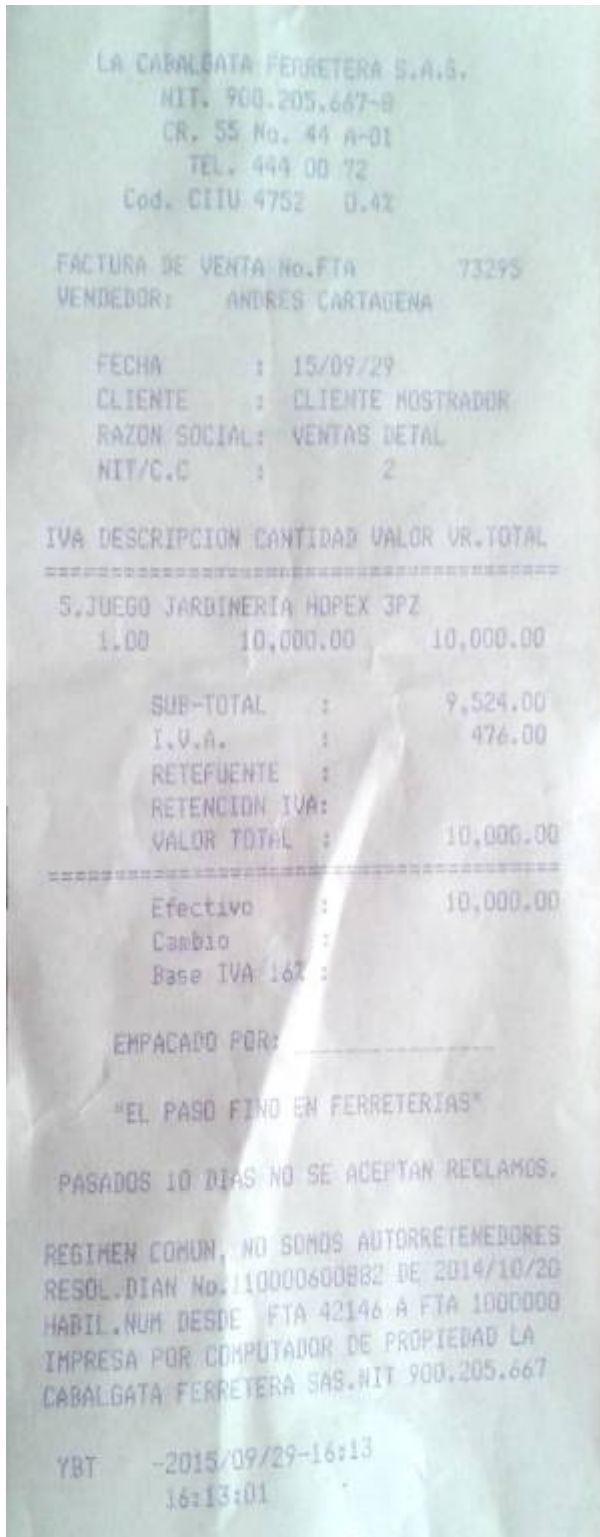 LA CABALGATA FERRETERA S.A.S.
NIT. 900.205.667-8
CR. 55 No. 44 A-01
TEL. 444 00 72
Cod. CIIU 4752 0.4%
FACTURA DE VENTA No.FTA 73295
VENDEDOR: ANDRES CARTAGENA
FECHA : 15/09/29
CLIENTE : CLIENTE MOSTRADOR
RAZON SOCIAL: VENTAS DETAL
NIT/C.C : 2
IVA DESCRIPCION CANTIDAD VALOR VR.TOTAL
5.JUEGO JARDINERIA HOPEX 3PZ
1.00 10,000.00 10,000.00
SUB-TOTAL : 9,524.00
I.V.A. : 476.00
RETEFUENTE :
RETENCION IVA:
VALOR TOTAL : 10,000.00
Efectivo : 10,000.00
Cambio :
Base IVA 16% :
EMPACADO POR:
"EL PASO FINO EN FERRETERIAS"
PASADOS 10 DIAS NO SE ACEPTAN RECLAMOS.
REGIMEN COMUN, NO SOMOS AUTORRETENEDORES
RESOL.DIAN No.110000600882 DE 2014/10/20
HABIL.NUM DESDE FTA 42146 A FTA 1000000
IMPRESA POR COMPUTADOR DE PROPIEDAD LA
CABALGATA FERRETERA SAS.NIT 900.205.667
YBT -2015/09/29-16:13
16:13:01